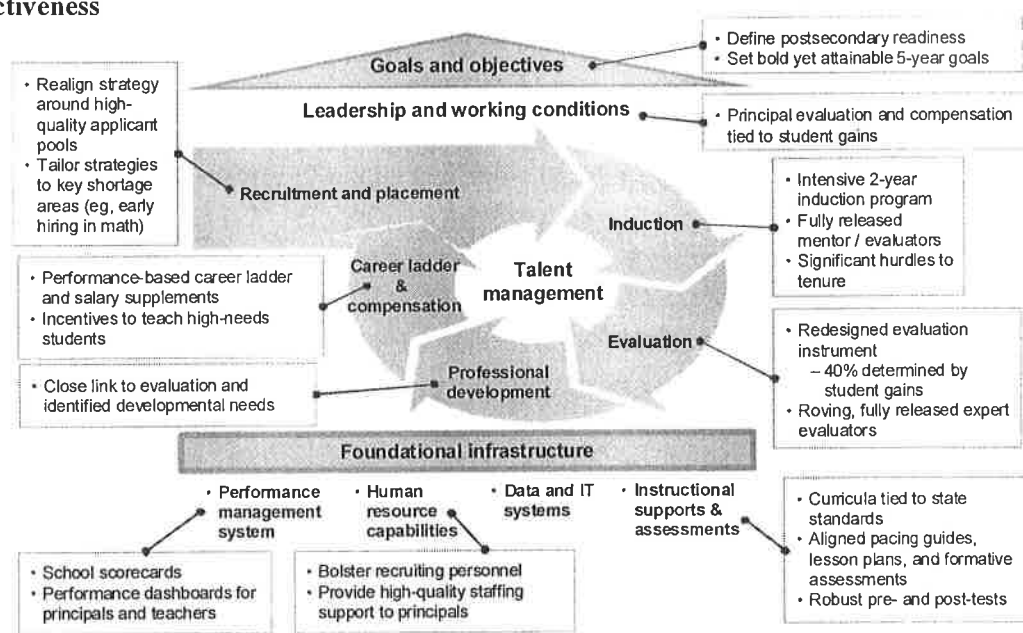 ctiveness
Goals and objectives
• Define postsecondary readiness
• Set bold yet attainable 5-year goals
Leadership and working conditions
• Principal evaluation and compensation
tied to student gains
• Realign strategy
around high-
quality applicant
pools
• Tailor strategies
to key shortage
areas (eg, early
hiring in math)
Recruitment and placement
Induction
• Intensive 2-year
induction program
• Fully released
mentor / evaluators
• Significant hurdles to
tenure
• Performance-based career ladder
and salary supplements
• Incentives to teach high-needs
students
Career ladder
&
compensation
Talent
management
Evaluation
• Redesigned evaluation
instrument
– 40% determined by
student gains
• Roving, fully released expert
evaluators
• Close link to evaluation and
identified developmental needs
Professional
development
Foundational infrastructure
• Performance
management
system
• Human
resource
capabilities
• Data and IT
systems
• Instructional
supports &
assessments
• School scorecards
• Performance dashboards for
principals and teachers
• Bolster recruiting personnel
• Provide high-quality staffing
support to principals
• Curricula tied to state
standards
• Aligned pacing guides,
lesson plans, and formative
assessments
• Robust pre- and post-tests